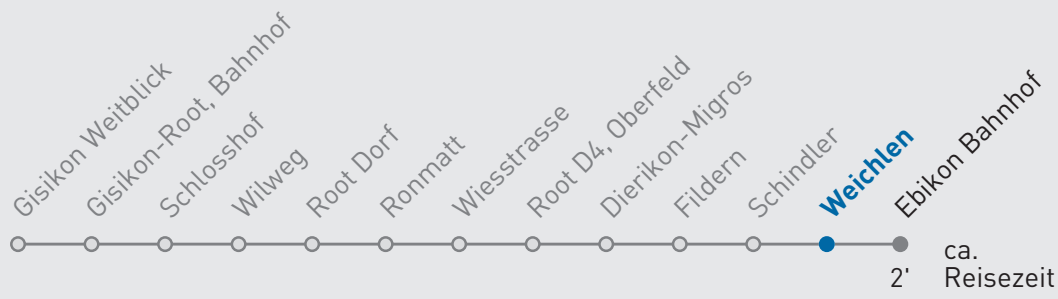 Gisikon Weitblick
Gisikon-Root, Bahnhof
Schlosshof
Wilweg
Root Dorf
Ronmatt
Wiesstrasse
Root D4, Oberfeld
Dierikon-Migros
Fildern
Schindler
Weichlen
Ebikon Bahnhof
ca.
2' Reisezeit